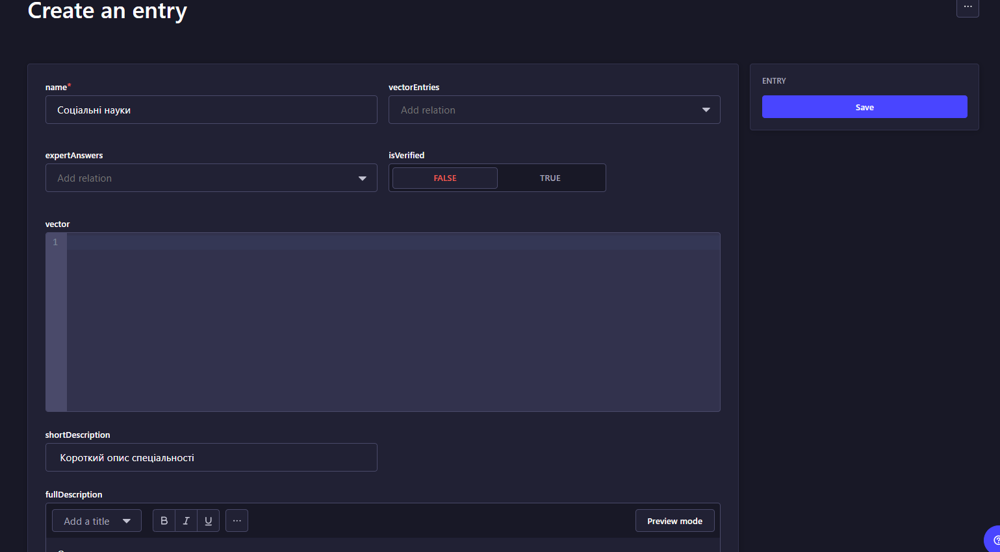 Create an entry
...
name*
vectorEntries
ENTRY
Соціальні науки
Add relation
Save
expertAnswers
isVerified
Add relation
FALSE
TRUE
vector
1
shortDescription
Короткий опис спеціальності
fullDescription
Add a title
B I U
...
Preview mode